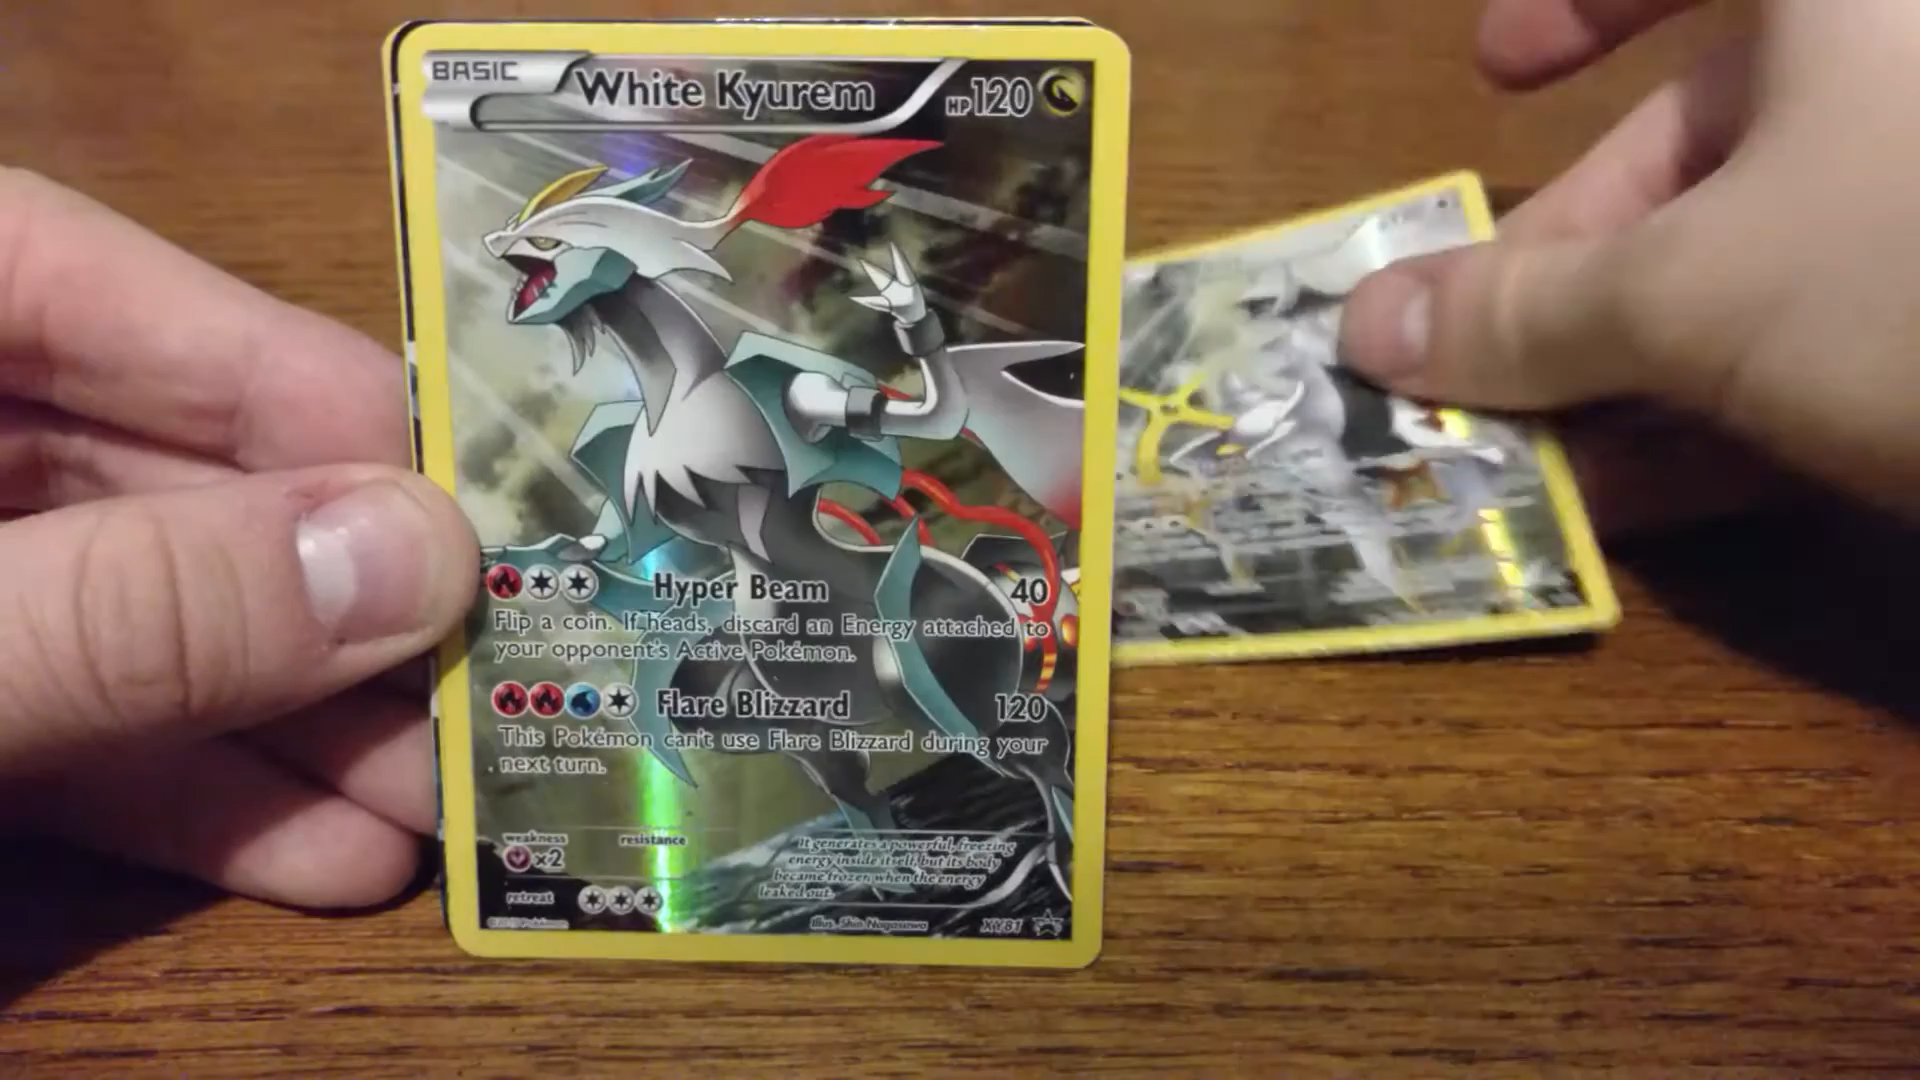 BASIC White Kyurem HP120
Hyper Beam 40
Flip a coin. If heads, discard an Energy attached to
your opponent's Active Pokémon.
Flare Blizzard 120
This Pokémon can't use Flare Blizzard during your
next turn.
weakness resistance
×2
retreat
It generates a powerful, freezing
energy inside itself, but its body
became frozen when the energy
leaked out.
Illus. Shin Nagasawa XY81